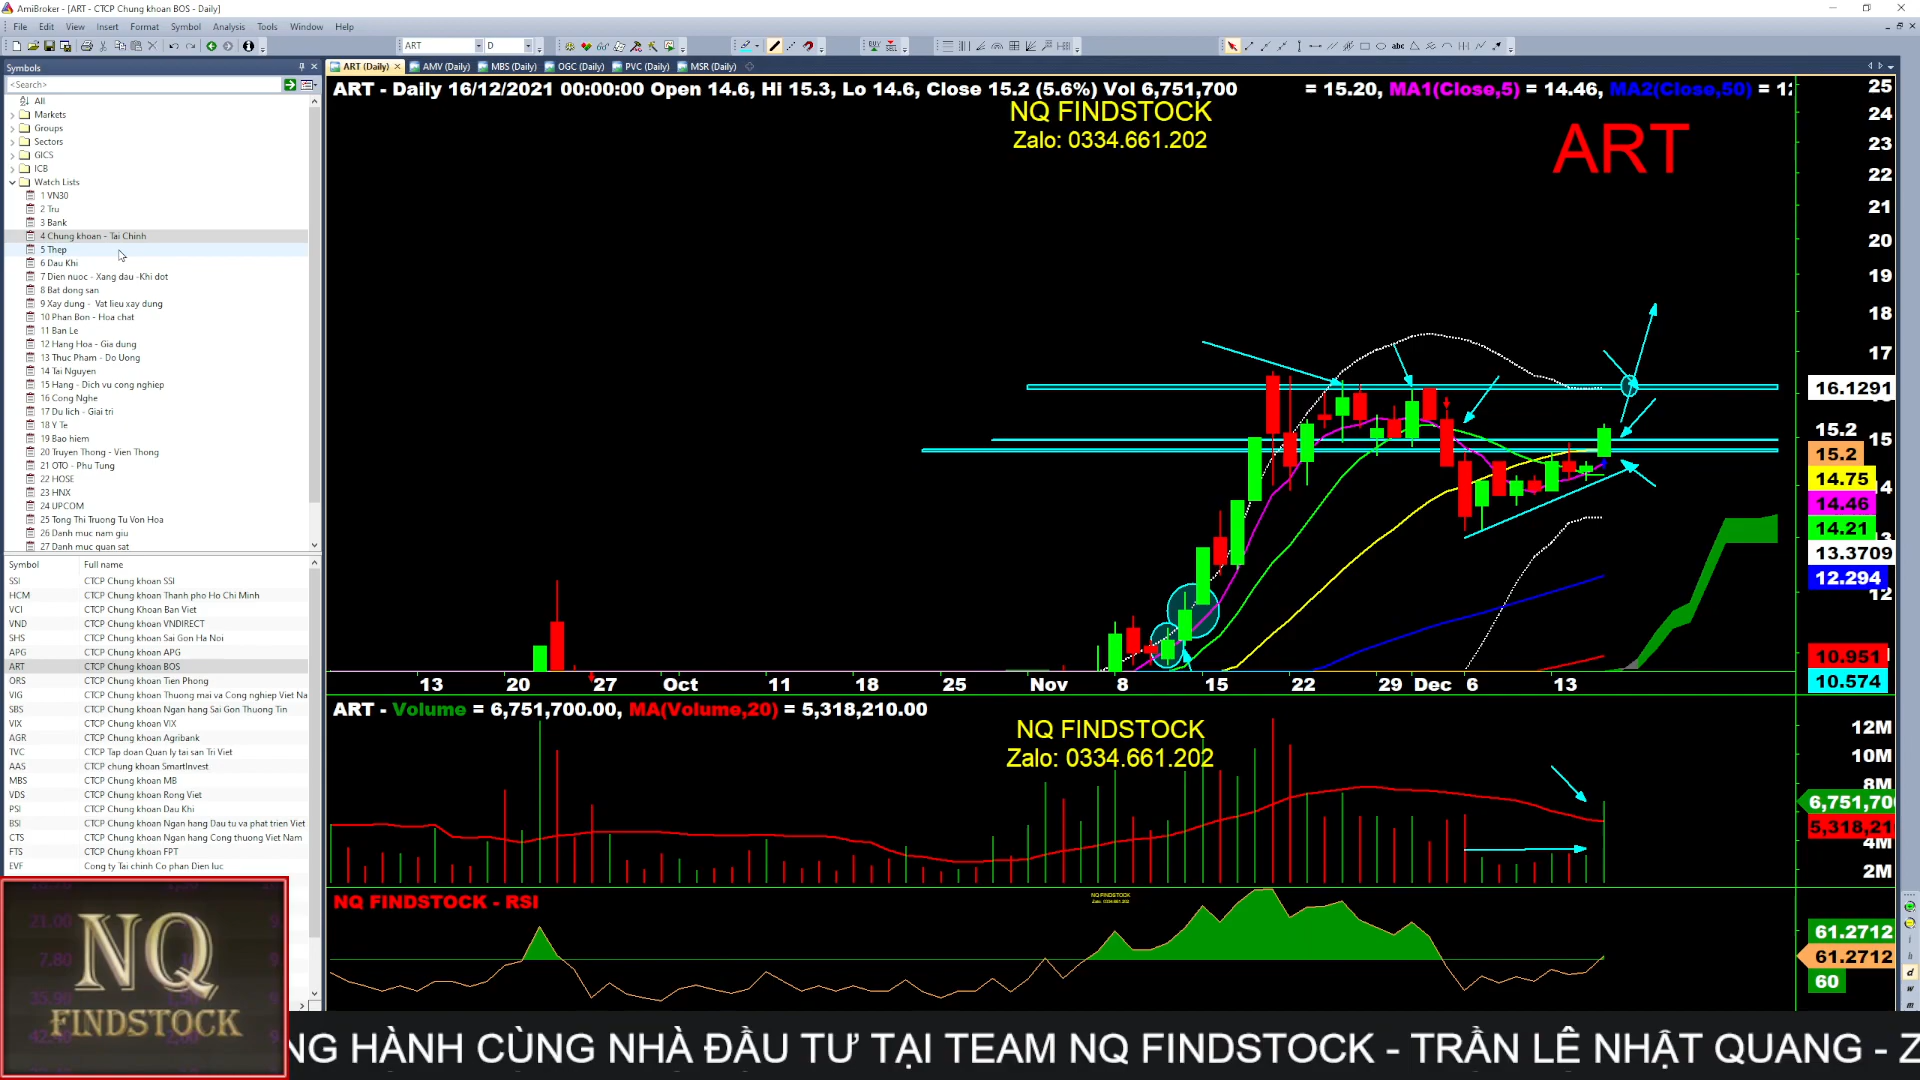 AmiBroker - [ART - CTCP Chung khoan BOS - Daily]
File Edit View Insert Format Symbol Analysis Tools Window Help
ART D
Symbols
<Search>
All
Markets
Groups
Sectors
GICS
ICB
Watch Lists
1 VN30
2 Tru
3 Bank
4 Chung khoan - Tai Chinh
5 Thep
6 Dau Khi
7 Dien nuoc - Xang dau -Khi dot
8 Bat dong san
9 Xay dung - Vat lieu xay dung
10 Phan Bon - Hoa chat
11 Ban Le
12 Hang Hoa - Gia dung
13 Thuc Pham - Do Uong
14 Tai Nguyen
15 Hang - Dich vu cong nghiep
16 Cong Nghe
17 Du lich - Giai tri
18 Y Te
19 Bao hiem
20 Truyen Thong - Vien Thong
21 OTO - Phu Tung
22 HOSE
23 HNX
24 UPCOM
25 Tong Thi Truong Tu Von Hoa
26 Danh muc nam giu
27 Danh muc quan sat
Symbol Full name
SSI CTCP Chung khoan SSI
HCM CTCP Chung khoan Thanh pho Ho Chi Minh
VCI CTCP Chung Khoan Ban Viet
VND CTCP Chung khoan VNDIRECT
SHS CTCP Chung khoan Sai Gon Ha Noi
APG CTCP Chung khoan APG
ART CTCP Chung khoan BOS
ORS CTCP Chung khoan Tien Phong
VIG CTCP Chung khoan Thuong mai va Cong nghiep Viet Na
SBS CTCP Chung khoan Ngan hang Sai Gon Thuong Tin
VIX CTCP Chung khoan VIX
AGR CTCP Chung khoan Agribank
TVC CTCP Tap doan Quan ly tai san Tri Viet
AAS CTCP chung khoan SmartInvest
MBS CTCP Chung khoan MB
VDS CTCP Chung khoan Rong Viet
PSI CTCP Chung khoan Dau Khi
BSI CTCP Chung khoan Ngan hang Dau tu va phat trien Viet
CTS CTCP Chung khoan Ngan hang Cong thuong Viet Nam
FTS CTCP Chung khoan FPT
EVF Cong ty Tai chinh Co phan Dien luc
ART (Daily) AMV (Daily) MBS (Daily) OGC (Daily) PVC (Daily) MSR (Daily)
ART - Daily 16/12/2021 00:00:00 Open 14.6, Hi 15.3, Lo 14.6, Close 15.2 (5.6%) Vol 6,751,700 = 15.20, MA1(Close,5) = 14.46, MA2(Close,50) = 12
NQ FINDSTOCK
Zalo: 0334.661.202
ART
25
24
23
22
21
20
19
18
17
16.1291
15.2
15
15.2
14.75
14
14.46
14.21
13
13.3709
12.294
12
10.951
10.574
13 20 27 Oct 11 18 25 Nov 8 15 22 29 Dec 6 13
ART - Volume = 6,751,700.00, MA(Volume,20) = 5,318,210.00
NQ FINDSTOCK
Zalo: 0334.661.202
12M
10M
8M
6,751,70
5,318,21
4M
2M
NQ FINDSTOCK - RSI
NQ FINDSTOCK
Zalo: 0334.661.202
61.2712
61.2712
60
NQ
FINDSTOCK
NG HÀNH CÙNG NHÀ ĐẦU TƯ TẠI TEAM NQ FINDSTOCK - TRẦN LÊ NHẬT QUANG - Z